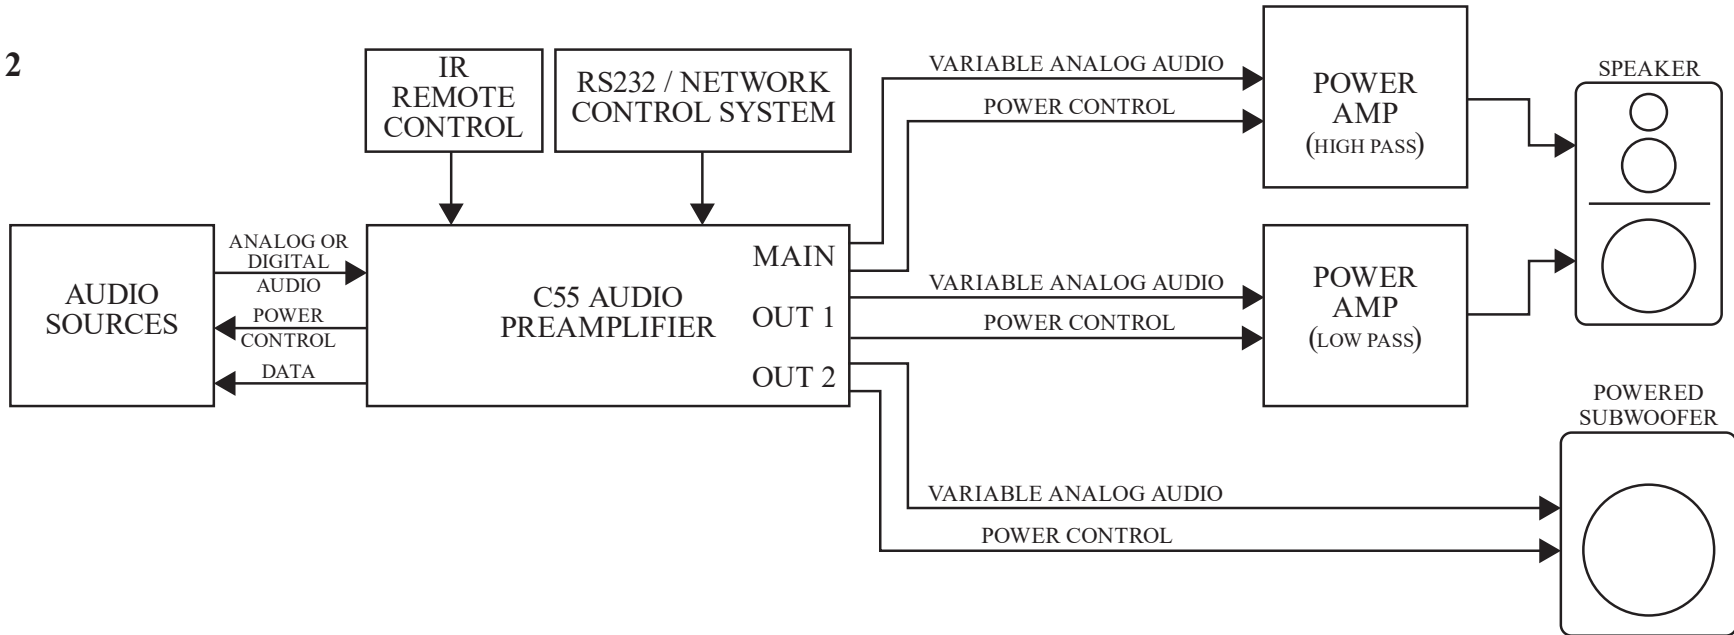 2
IR
REMOTE
CONTROL
RS232 / NETWORK
CONTROL SYSTEM
AUDIO
SOURCES
ANALOG OR
DIGITAL
AUDIO
POWER
CONTROL
DATA
C55 AUDIO
PREAMPLIFIER
MAIN
OUT 1
OUT 2
VARIABLE ANALOG AUDIO
POWER CONTROL
VARIABLE ANALOG AUDIO
POWER CONTROL
VARIABLE ANALOG AUDIO
POWER CONTROL
POWER
AMP
(HIGH PASS)
POWER
AMP
(LOW PASS)
SPEAKER
POWERED
SUBWOOFER